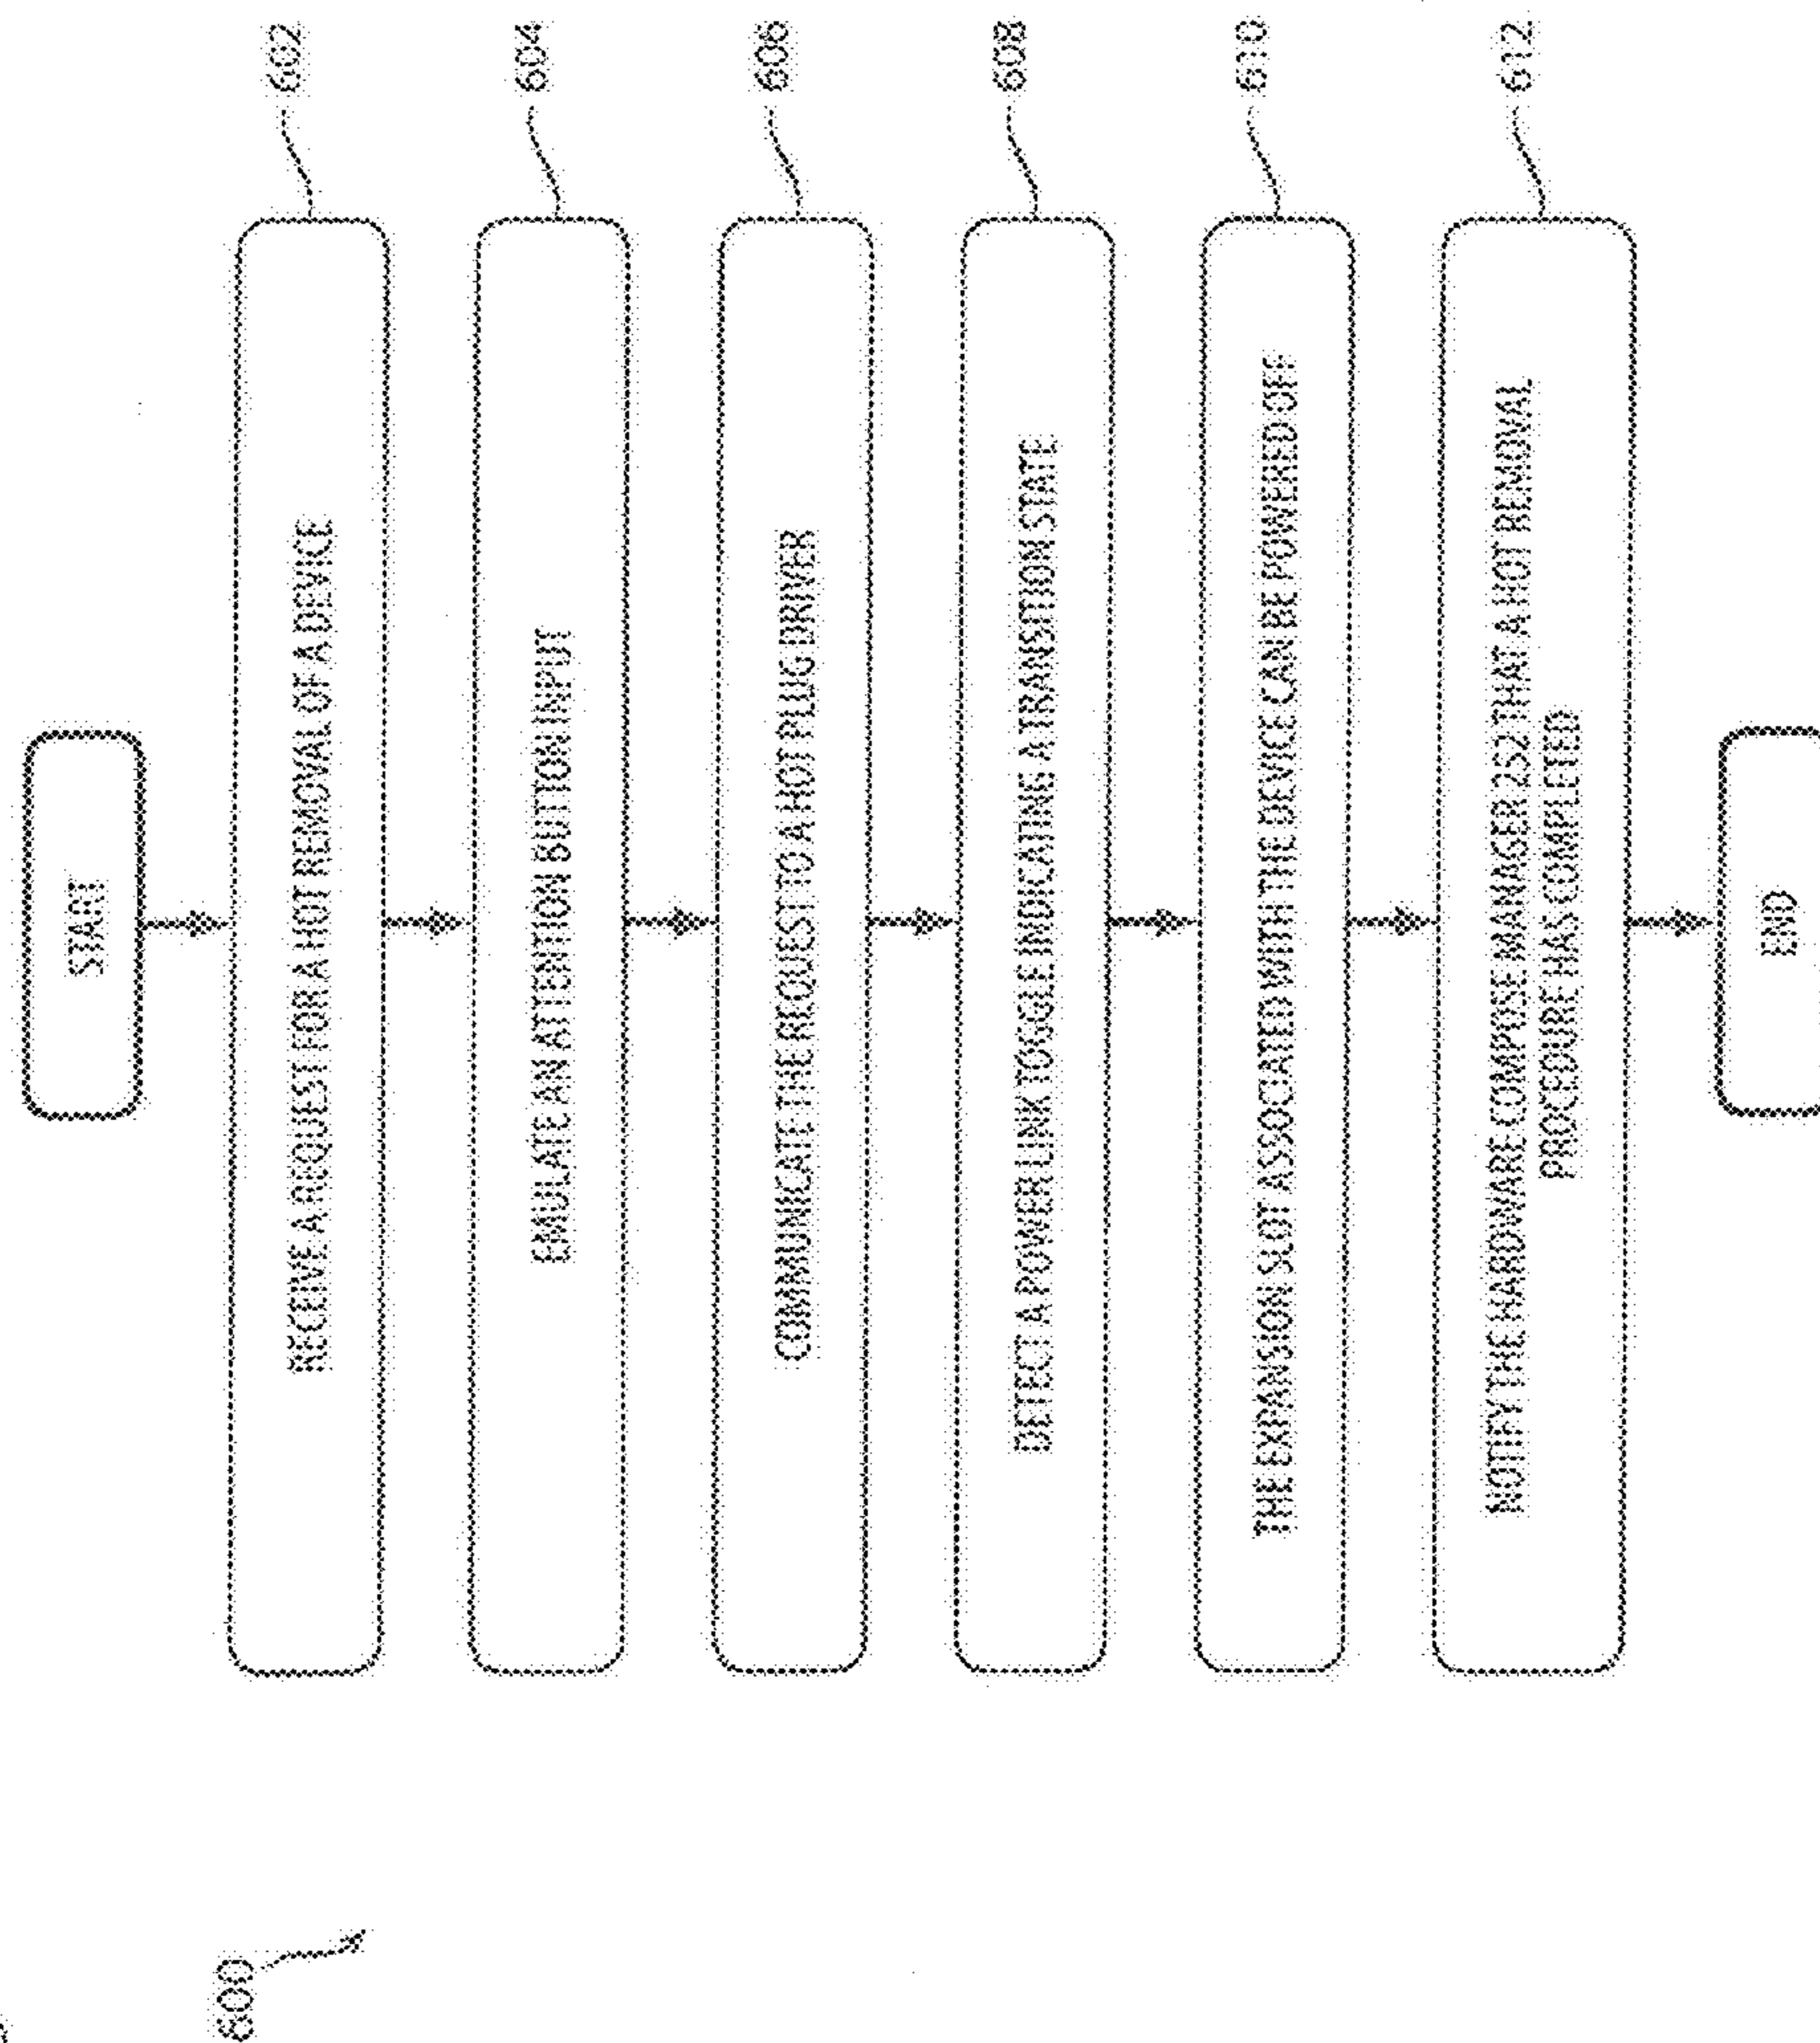 600
START
RECEIVE A REQUEST FOR A HOT REMOVAL OF A DEVICE
602
EMULATE AN ATTENTION BUTTON INPUT
604
COMMUNICATE THE REQUEST TO A HOT PLUG DRIVER
606
DETECT A POWER LINK TOGGLE INDICATING A TRANSITION STATE
608
THE EXPANSION SLOT ASSOCIATED WITH THE DEVICE CAN BE POWERED OFF
610
NOTIFY THE HARDWARE COMPOSE MANAGER 252 THAT A HOT REMOVAL
PROCEDURE HAS COMPLETED
612
END